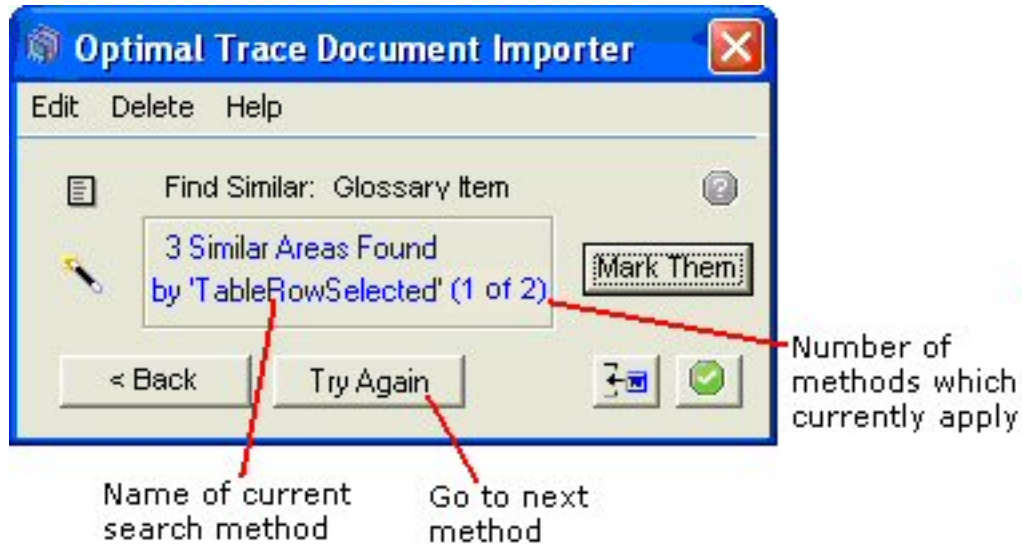 Optimal Trace Document Importer
Edit Delete Help
Find Similar: Glossary Item
3 Similar Areas Found
by 'TableRowSelected' (1 of 2)
Mark Them
< Back
Try Again
Number of
methods which
currently apply
Name of current
search method
Go to next
method